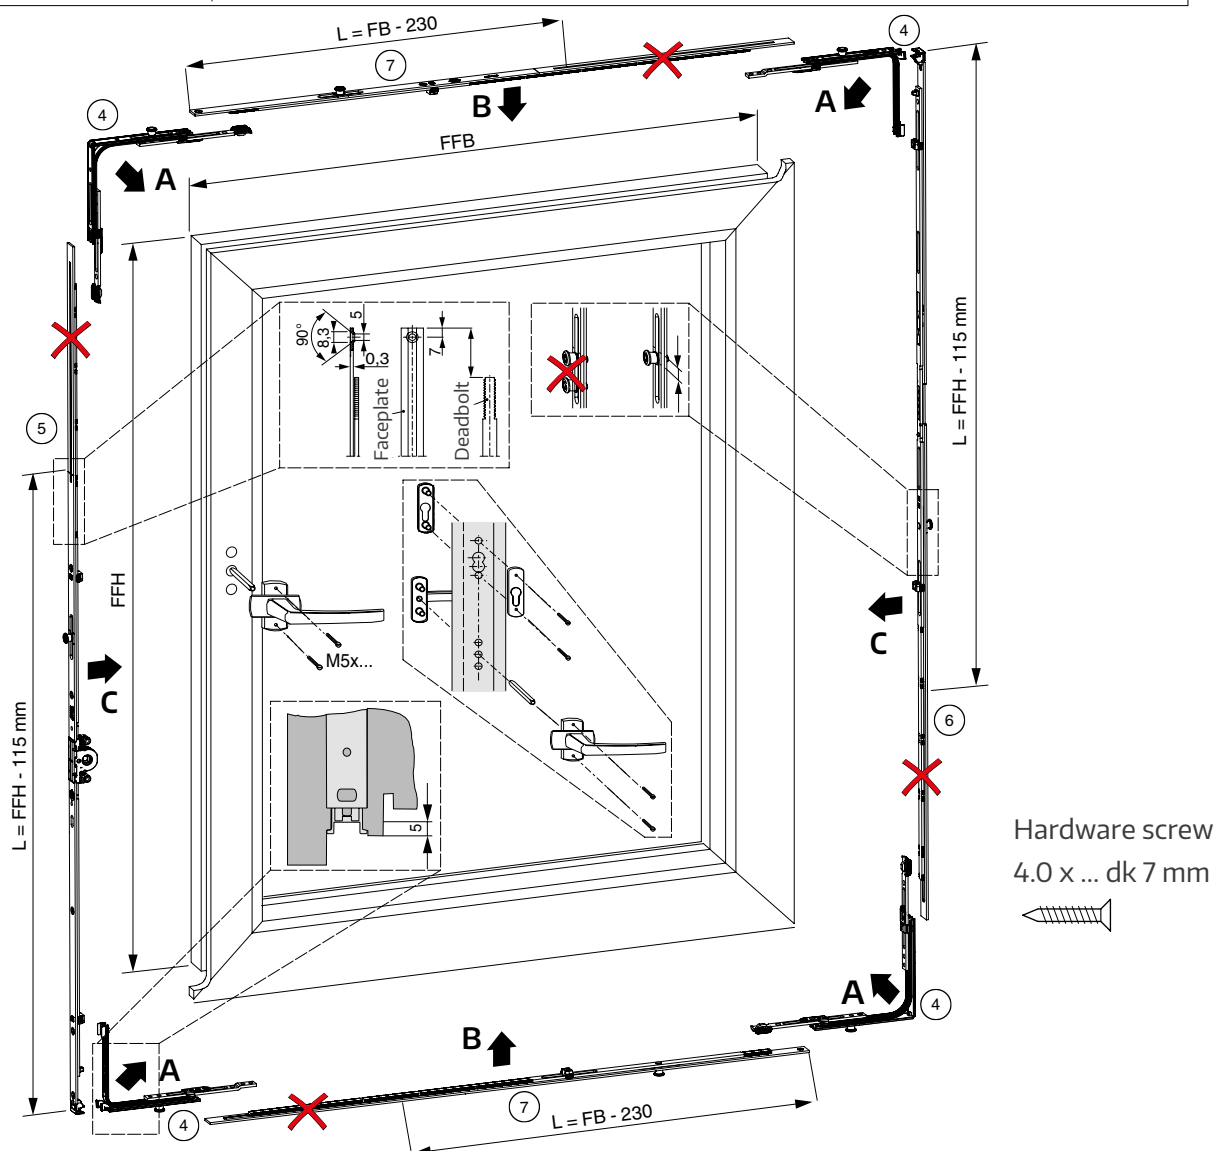 L = FB - 230
7
4
4
B
A
A
FFB
5
90°
8,3
5
0,3
7
Faceplate
Deadbolt
L = FFH - 115 mm
FFH
C
C
M5x...
6
L = FFH - 115 mm
5
Hardware screw
4.0 x ... dk 7 mm
A
4
B
A
4
7
L = FB - 230